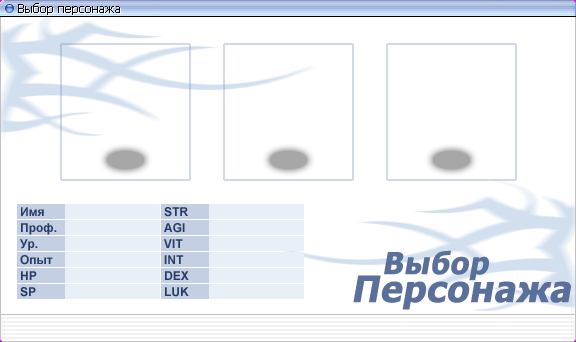 Выбор персонажа
Имя STR
Проф. AGI
Ур. VIT
Опыт INT
HP DEX
SP LUK
Выбор
Персонажа